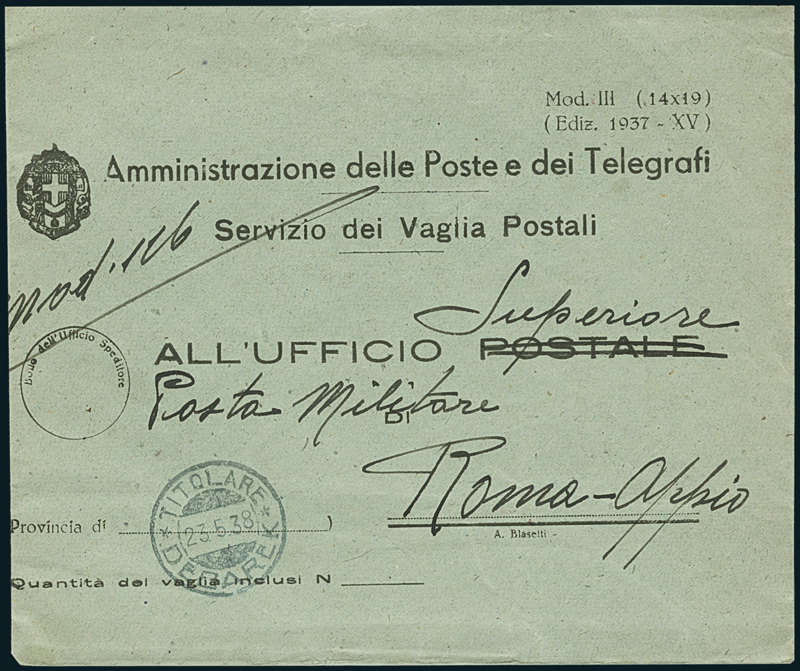 Mod. III (.14x19)
(Ediz. 1937 - XV)
Amministrazione delle Poste e dei Telegrafi
Servizio dei Vaglia Postali
Mod. 126
Bollo dell'Ufficio Speditore
Superiore
ALL'UFFICIO POSTALE
Posta Militare
DI
Roma-Appio
A. Blasetti -
* TITOLARE *
23.5.38
Provincia di )
Quantità dei vaglia inclusi N